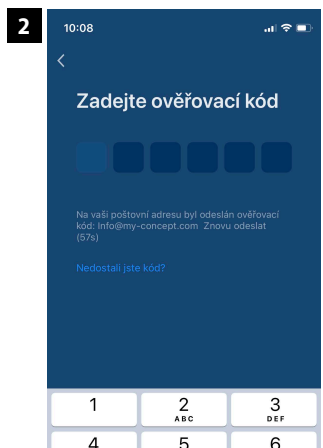 2
10:08
Zadejte ověřovací kód
Na vaši poštovní adresu byl odeslán ověřovací
kód: Info@my-concept.com Znovu odeslat
(57s)
Nedostali jste kód?
1 2 3
ABC DEF
4 5 6